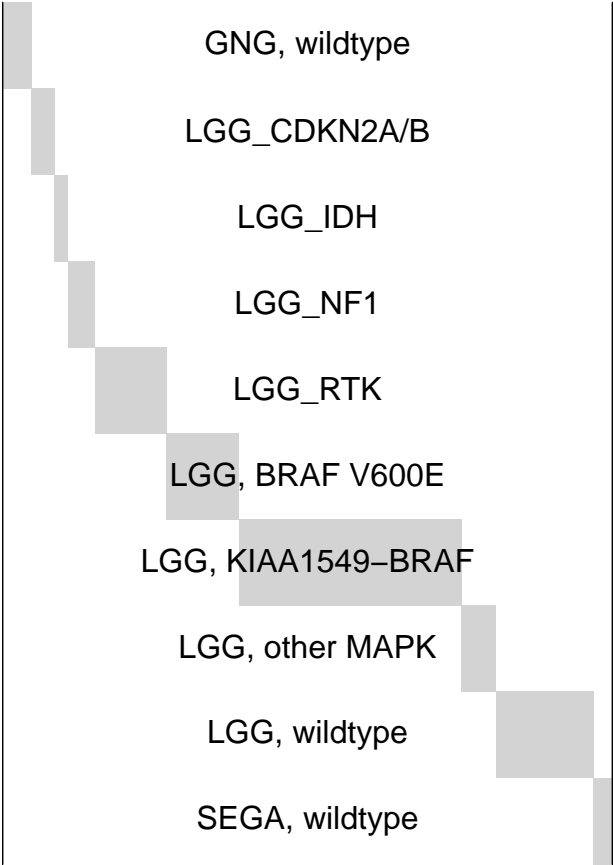 GNG, wildtype
LGG_CDKN2A/B
LGG_IDH
LGG_NF1
LGG_RTK
LGG, BRAF V600E
LGG, KIAA1549−BRAF
LGG, other MAPK
LGG, wildtype
SEGA, wildtype